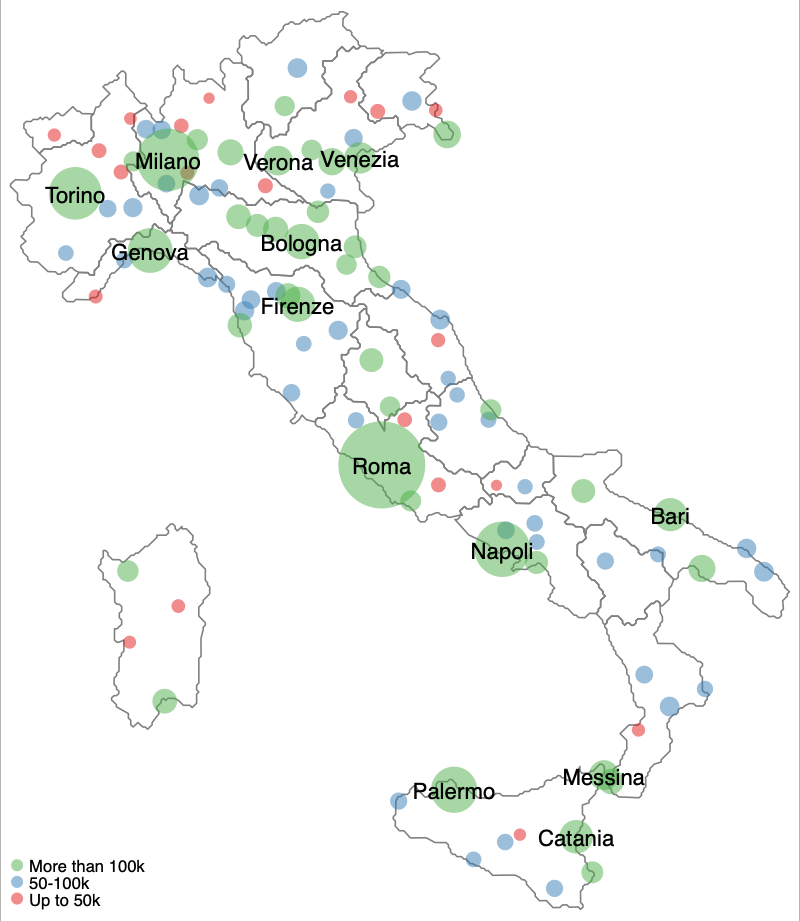 Milano
Verona
Venezia
Torino
Bologna
Genova
Firenze
Roma
Bari
Napoli
Messina
Palermo
Catania
More than 100k
50-100k
Up to 50k